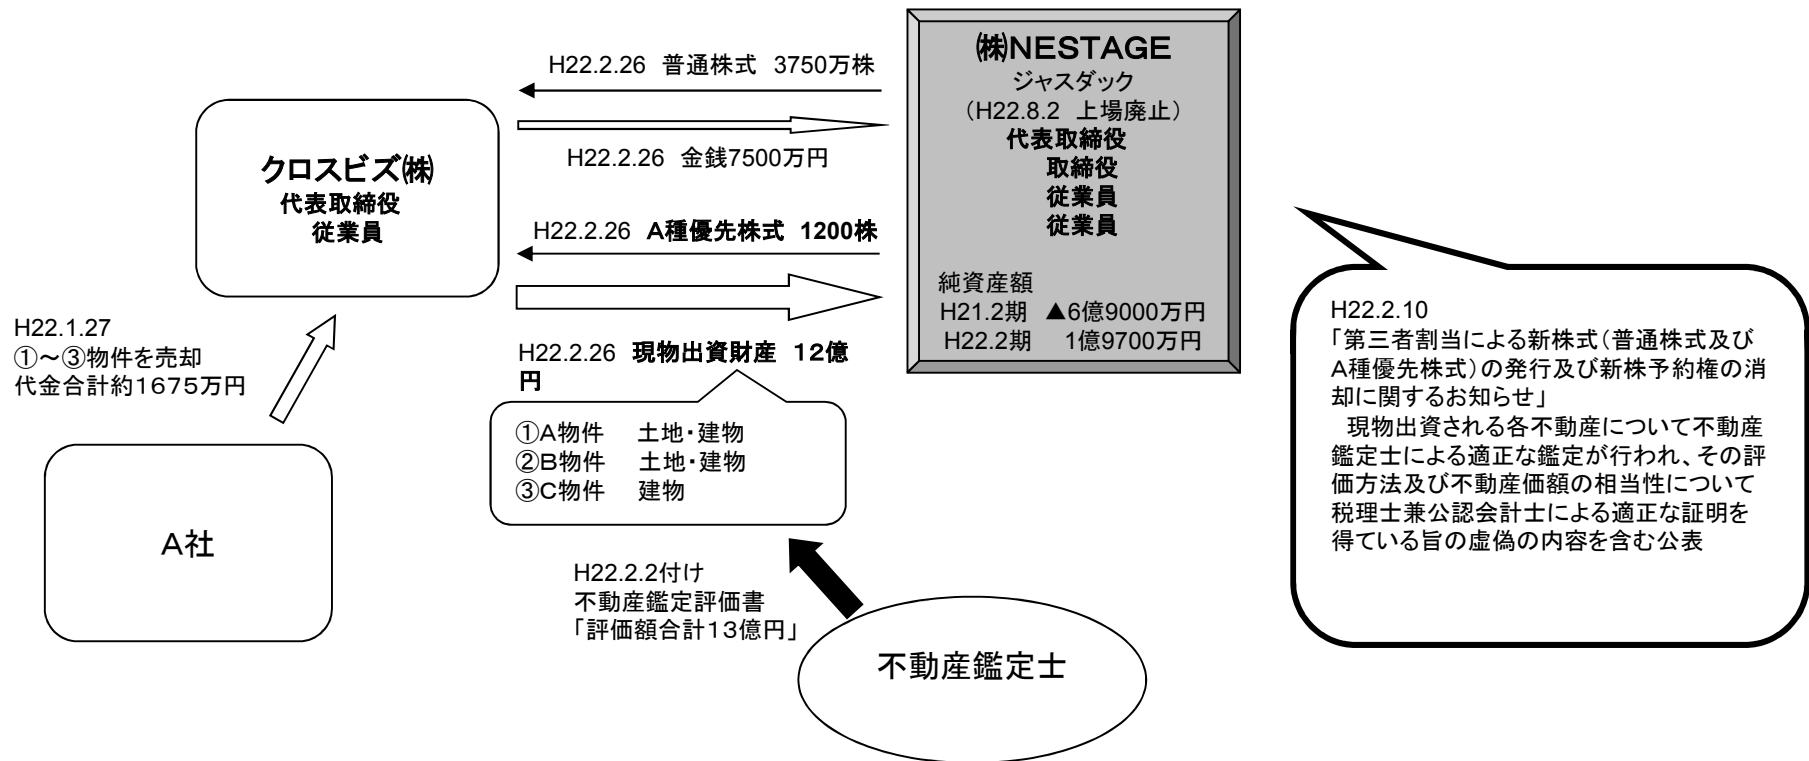 ㈱NESTAGE
ジャスダック
(H22.8.2 上場廃止)
代表取締役
取締役
従業員
従業員
純資産額
H21.2期 ▲6億9000万円
H22.2期 1億9700万円
H22.2.26 普通株式 3750万株
H22.2.26 金銭7500万円
H22.2.26 A種優先株式 1200株
H22.2.26 現物出資財産 12億
円
クロスビズ㈱
代表取締役
従業員
H22.1.27
①~③物件を売却
代金合計約1675万円
A社
①A物件 土地・建物
②B物件 土地・建物
③C物件 建物
H22.2.2付け
不動産鑑定評価書
「評価額合計13億円」
不動産鑑定士
H22.2.10
「第三者割当による新株式(普通株式及び
A種優先株式)の発行及び新株予約権の消
却に関するお知らせ」
現物出資される各不動産について不動産
鑑定士による適正な鑑定が行われ、その評
価方法及び不動産価額の相当性について
税理士兼公認会計士による適正な証明を
得ている旨の虚偽の内容を含む公表